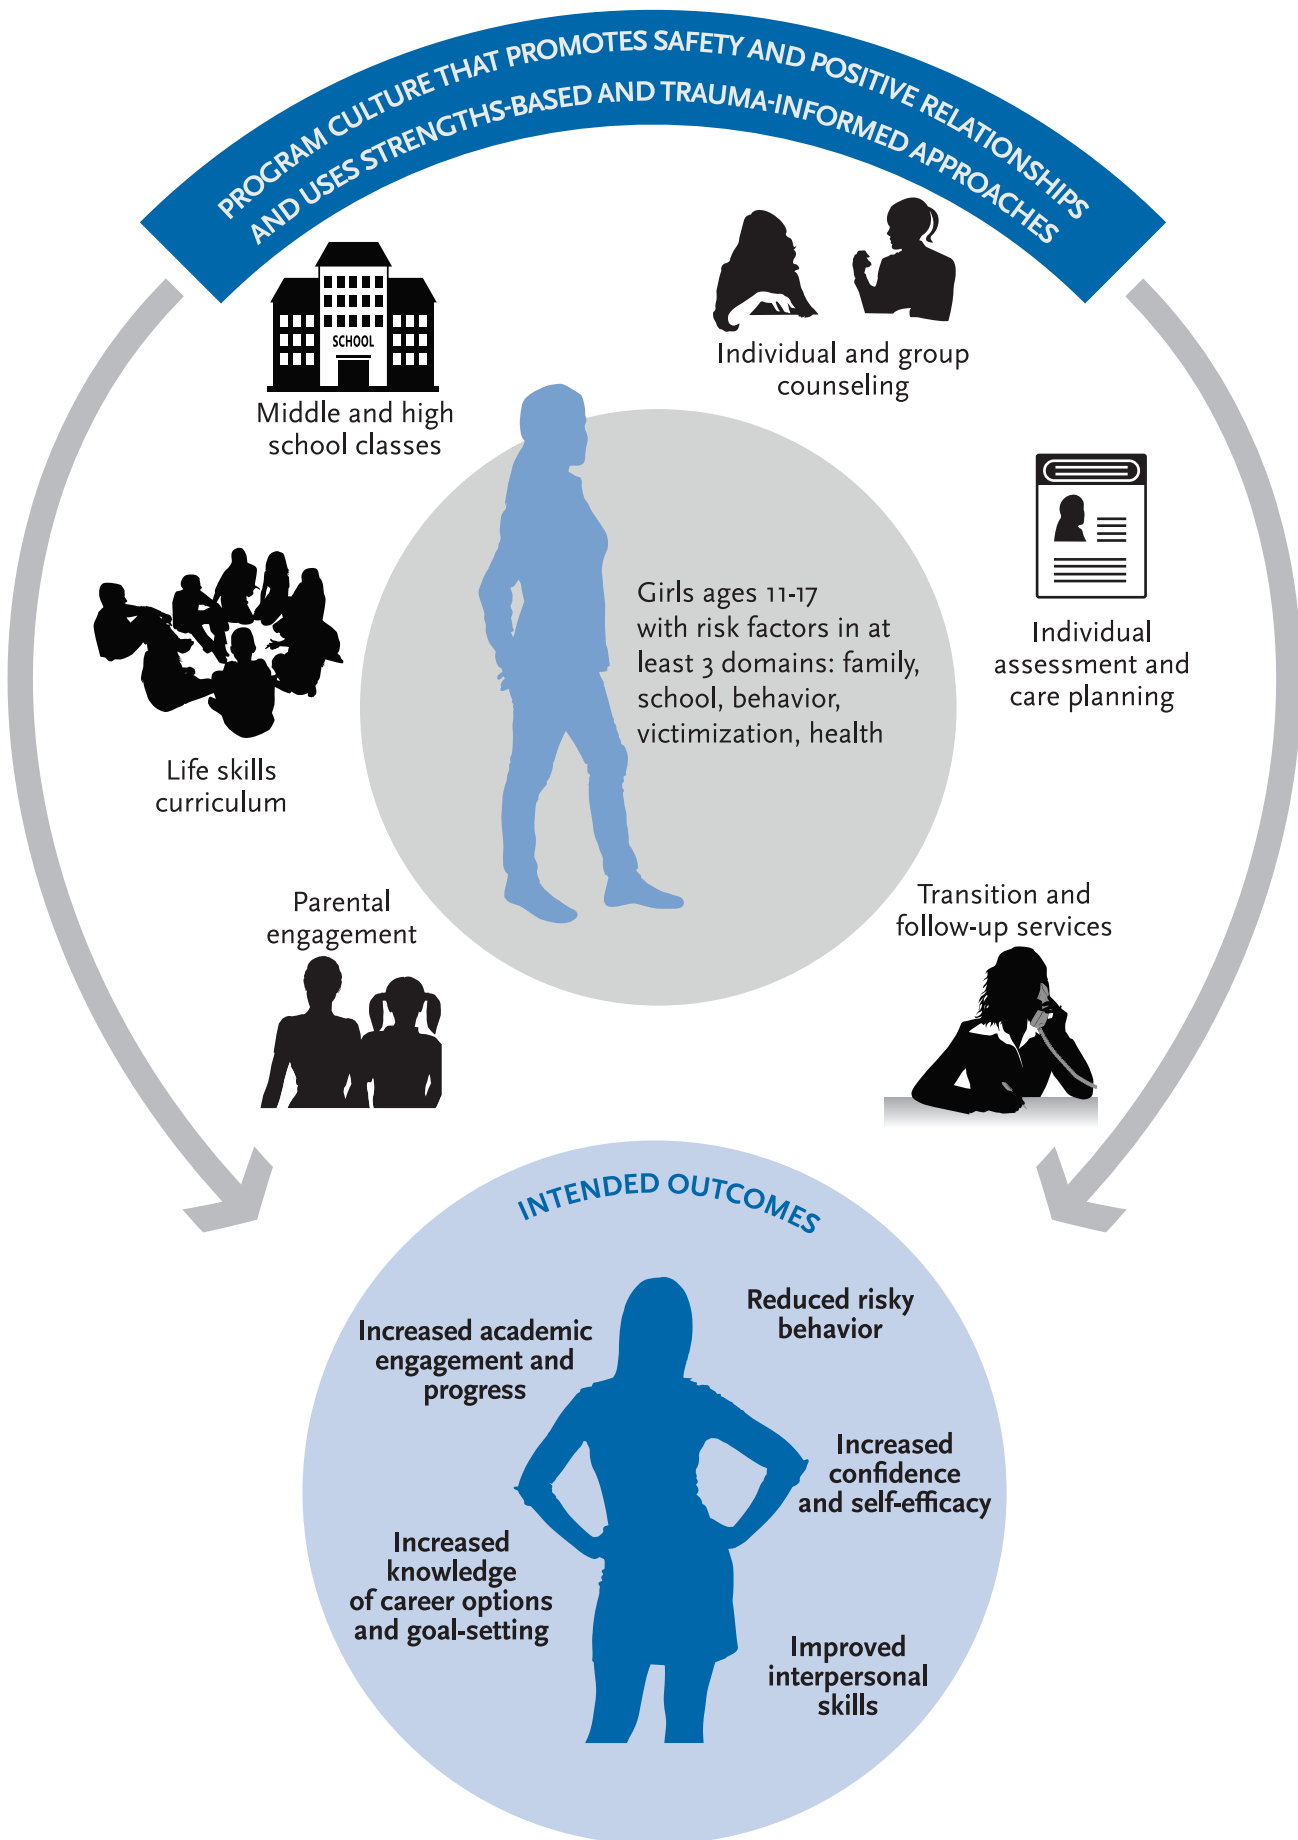 PROGRAM CULTURE THAT PROMOTES SAFETY AND POSITIVE RELATIONSHIPS
AND USES STRENGTHS-BASED AND TRAUMA-INFORMED APPROACHES
SCHOOL
Middle and high
school classes
Individual and group
counseling
Life skills
curriculum
Girls ages 11-17
with risk factors in at
least 3 domains: family,
school, behavior,
victimization, health
Individual
assessment and
care planning
Parental
engagement
Transition and
follow-up services
INTENDED OUTCOMES
Increased academic
engagement and
progress
Reduced risky
behavior
Increased
confidence
and self-efficacy
Increased
knowledge
of career options
and goal-setting
Improved
interpersonal
skills